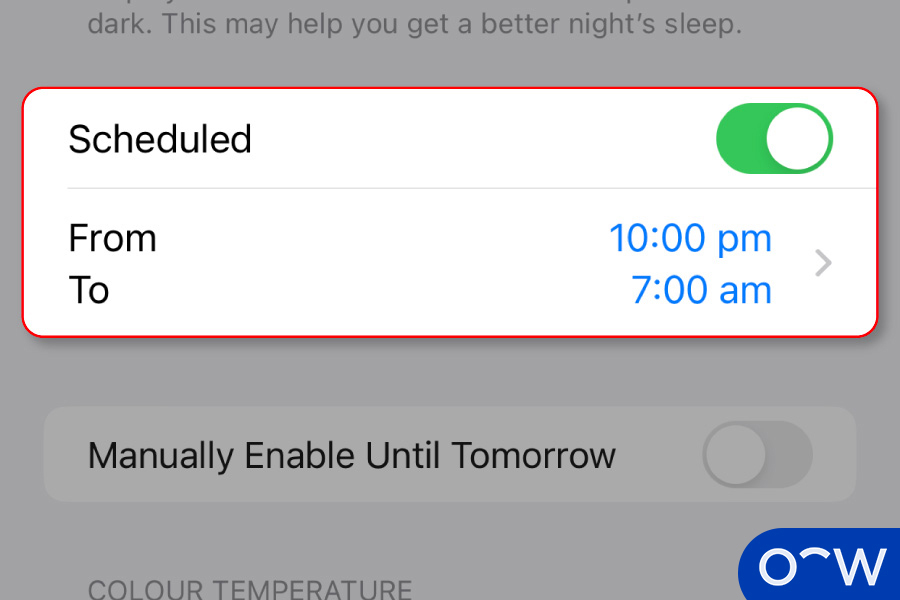 dark. This may help you get a better night’s sleep.
Scheduled
From 10:00 pm
To 7:00 am
Manually Enable Until Tomorrow
COLOUR TEMPERATURE